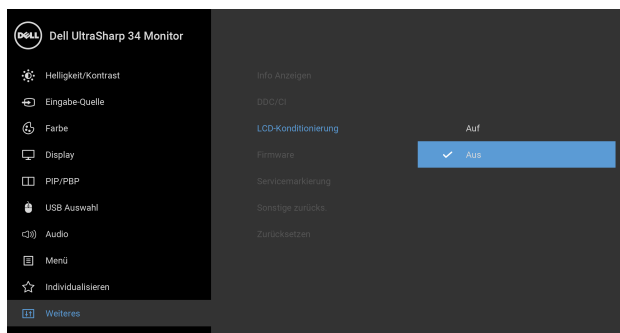 DELL Dell UltraSharp 34 Monitor
Helligkeit/Kontrast
Info Anzeigen
Eingabe-Quelle
DDC/CI
Farbe
LCD-Konditionierung
Auf
Display
Firmware
Aus
PIP/PBP
Servicemarkierung
USB Auswahl
Sonstige zurücks.
Audio
Zurücksetzen
Menü
Individualisieren
Weiteres